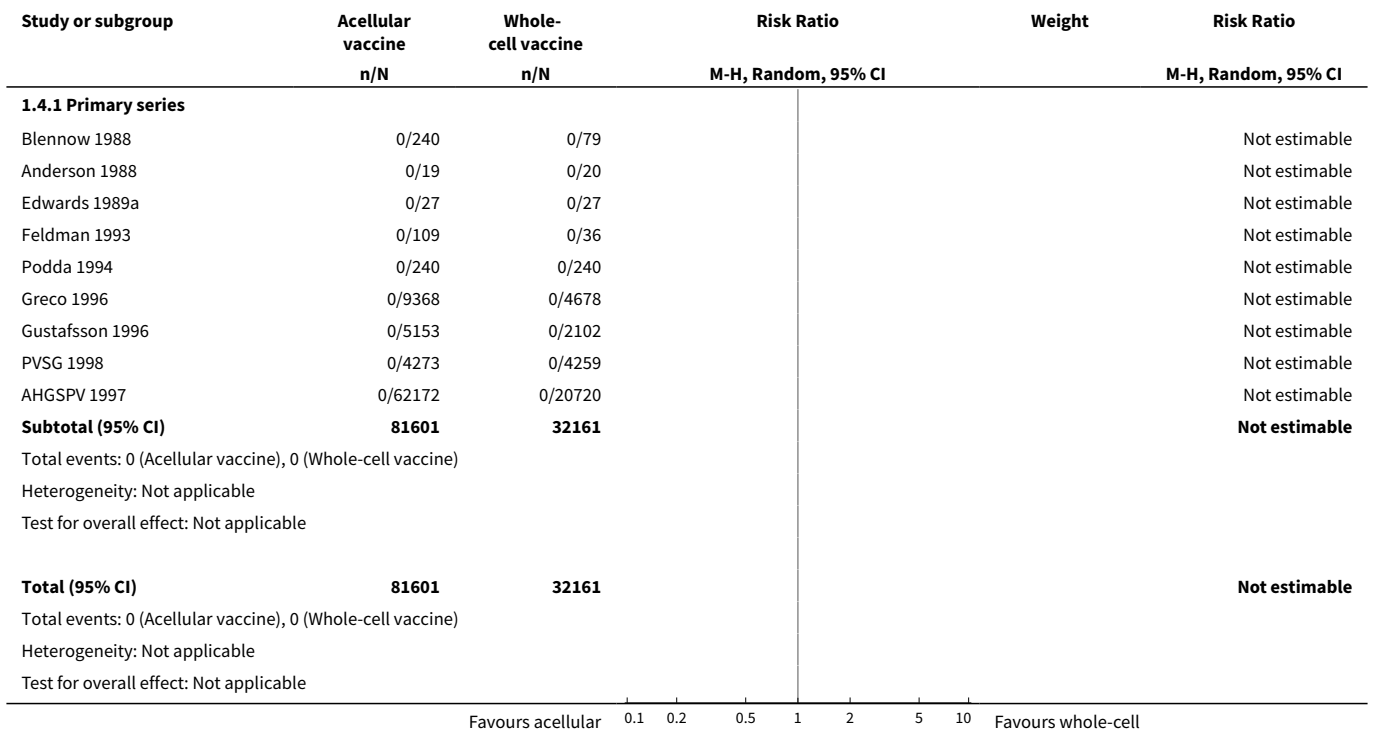 Study or subgroup Acellular Whole- Risk Ratio Weight Risk Ratio
vaccine cell vaccine
n/N n/N M-H, Random, 95% CI M-H, Random, 95% CI
1.4.1 Primary series
Blennow 1988 0/240 0/79 Not estimable
Anderson 1988 0/19 0/20 Not estimable
Edwards 1989a 0/27 0/27 Not estimable
Feldman 1993 0/109 0/36 Not estimable
Podda 1994 0/240 0/240 Not estimable
Greco 1996 0/9368 0/4678 Not estimable
Gustafsson 1996 0/5153 0/2102 Not estimable
PVSG 1998 0/4273 0/4259 Not estimable
AHGSPV 1997 0/62172 0/20720 Not estimable
Subtotal (95% CI) 81601 32161 Not estimable
Total events: 0 (Acellular vaccine), 0 (Whole-cell vaccine)
Heterogeneity: Not applicable
Test for overall effect: Not applicable
Total (95% CI) 81601 32161 Not estimable
Total events: 0 (Acellular vaccine), 0 (Whole-cell vaccine)
Heterogeneity: Not applicable
Test for overall effect: Not applicable
Favours acellular 0.1 0.2 0.5 1 2 5 10 Favours whole-cell